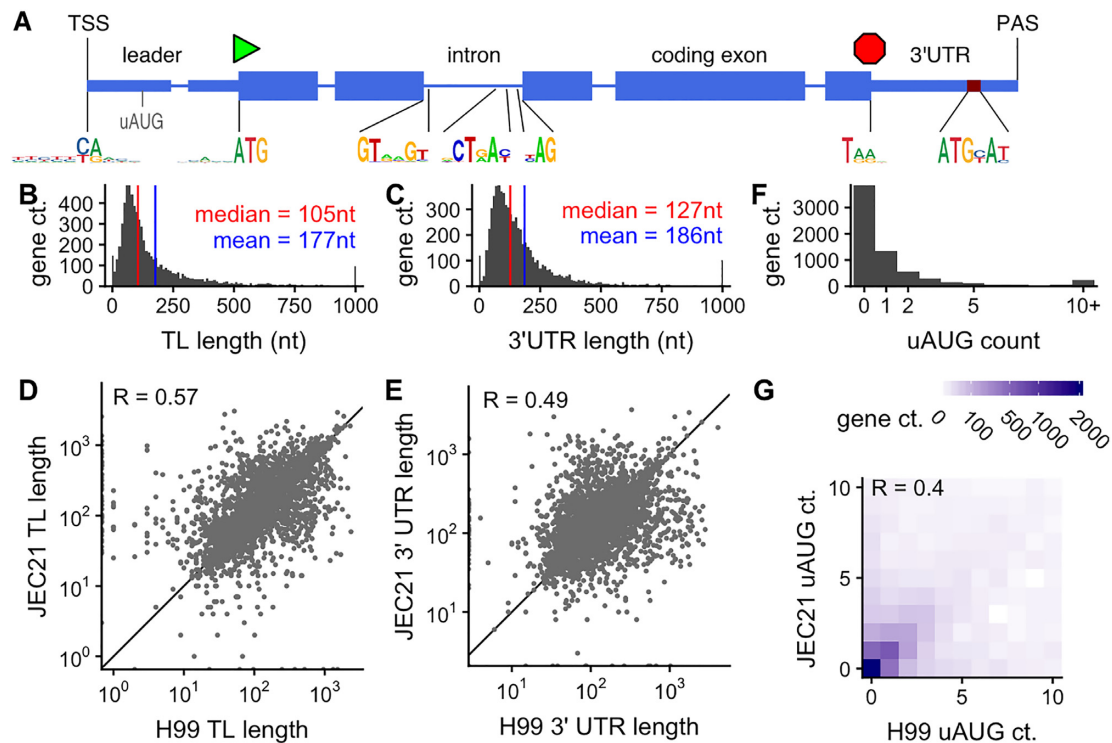 A
TSS
PAS
leader
intron
coding exon
3'UTR
uAUG
CA
ATG
GT GT
CTGAC
AG
TAA
ATGCAT
B
gene ct.
400
300
200
100
0
median = 105nt
mean = 177nt
0 250 500 750 1000
TL length (nt)
C
gene ct.
300
200
100
0
median = 127nt
mean = 186nt
0 250 500 750 1000
3'UTR length (nt)
F
gene ct.
3000
2000
1000
0
0 1 2 5 10+
uAUG count
D
R = 0.57
JEC21 TL length
10³
10²
10¹
10⁰
10⁰ 10¹ 10² 10³
H99 TL length
E
R = 0.49
JEC21 3' UTR length
10³
10²
10¹
10¹ 10² 10³
H99 3' UTR length
G
gene ct.
0 100 500 1000 2000
R = 0.4
JEC21 uAUG ct.
10
5
0
0 5 10
H99 uAUG ct.